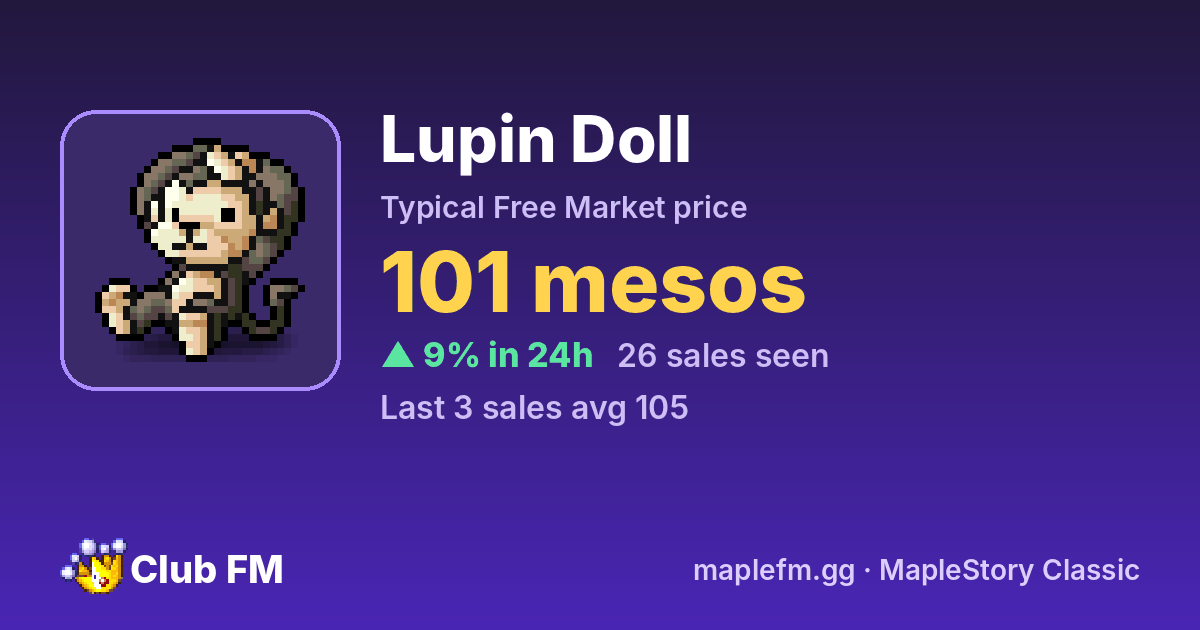 Lupin Doll
Typical Free Market price
101 mesos
▲ 9% in 24h 26 sales seen
Last 3 sales avg 105
Club FM
maplefm.gg · MapleStory Classic